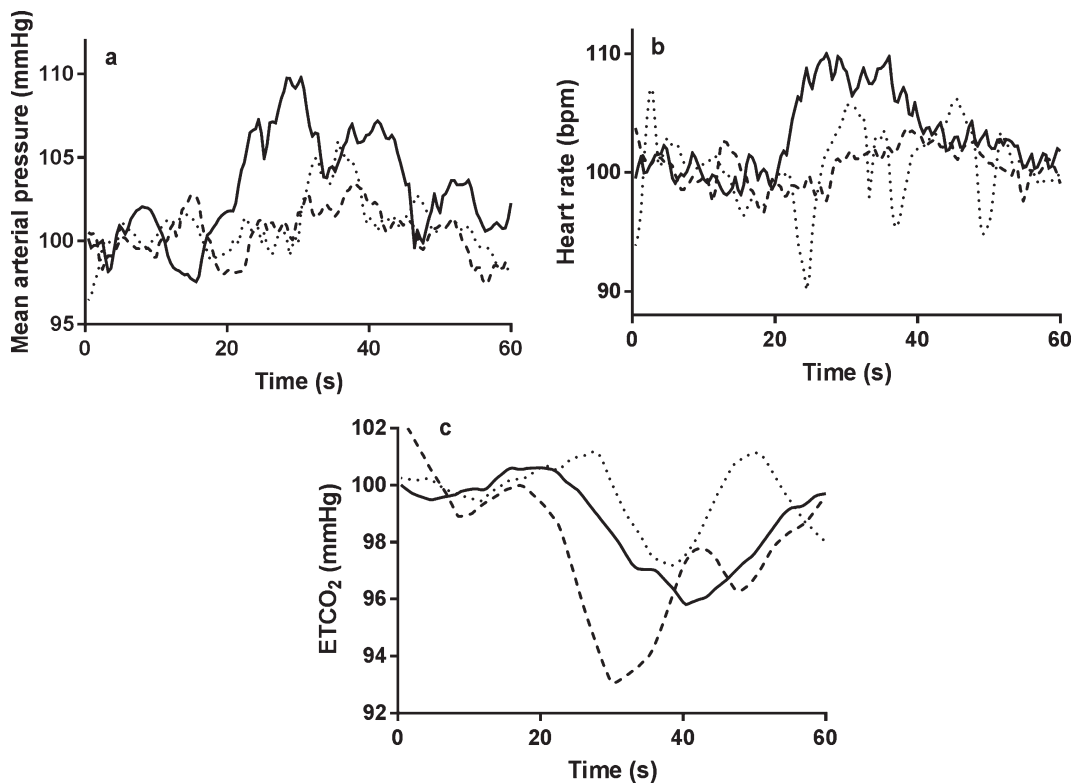 a
Mean arterial pressure (mmHg)
110
105
100
95
0 20 40 60
Time (s)
b
Heart rate (bpm)
110
100
90
0 20 40 60
Time (s)
c
ETCO₂ (mmHg)
102
100
98
96
94
92
0 20 40 60
Time (s)